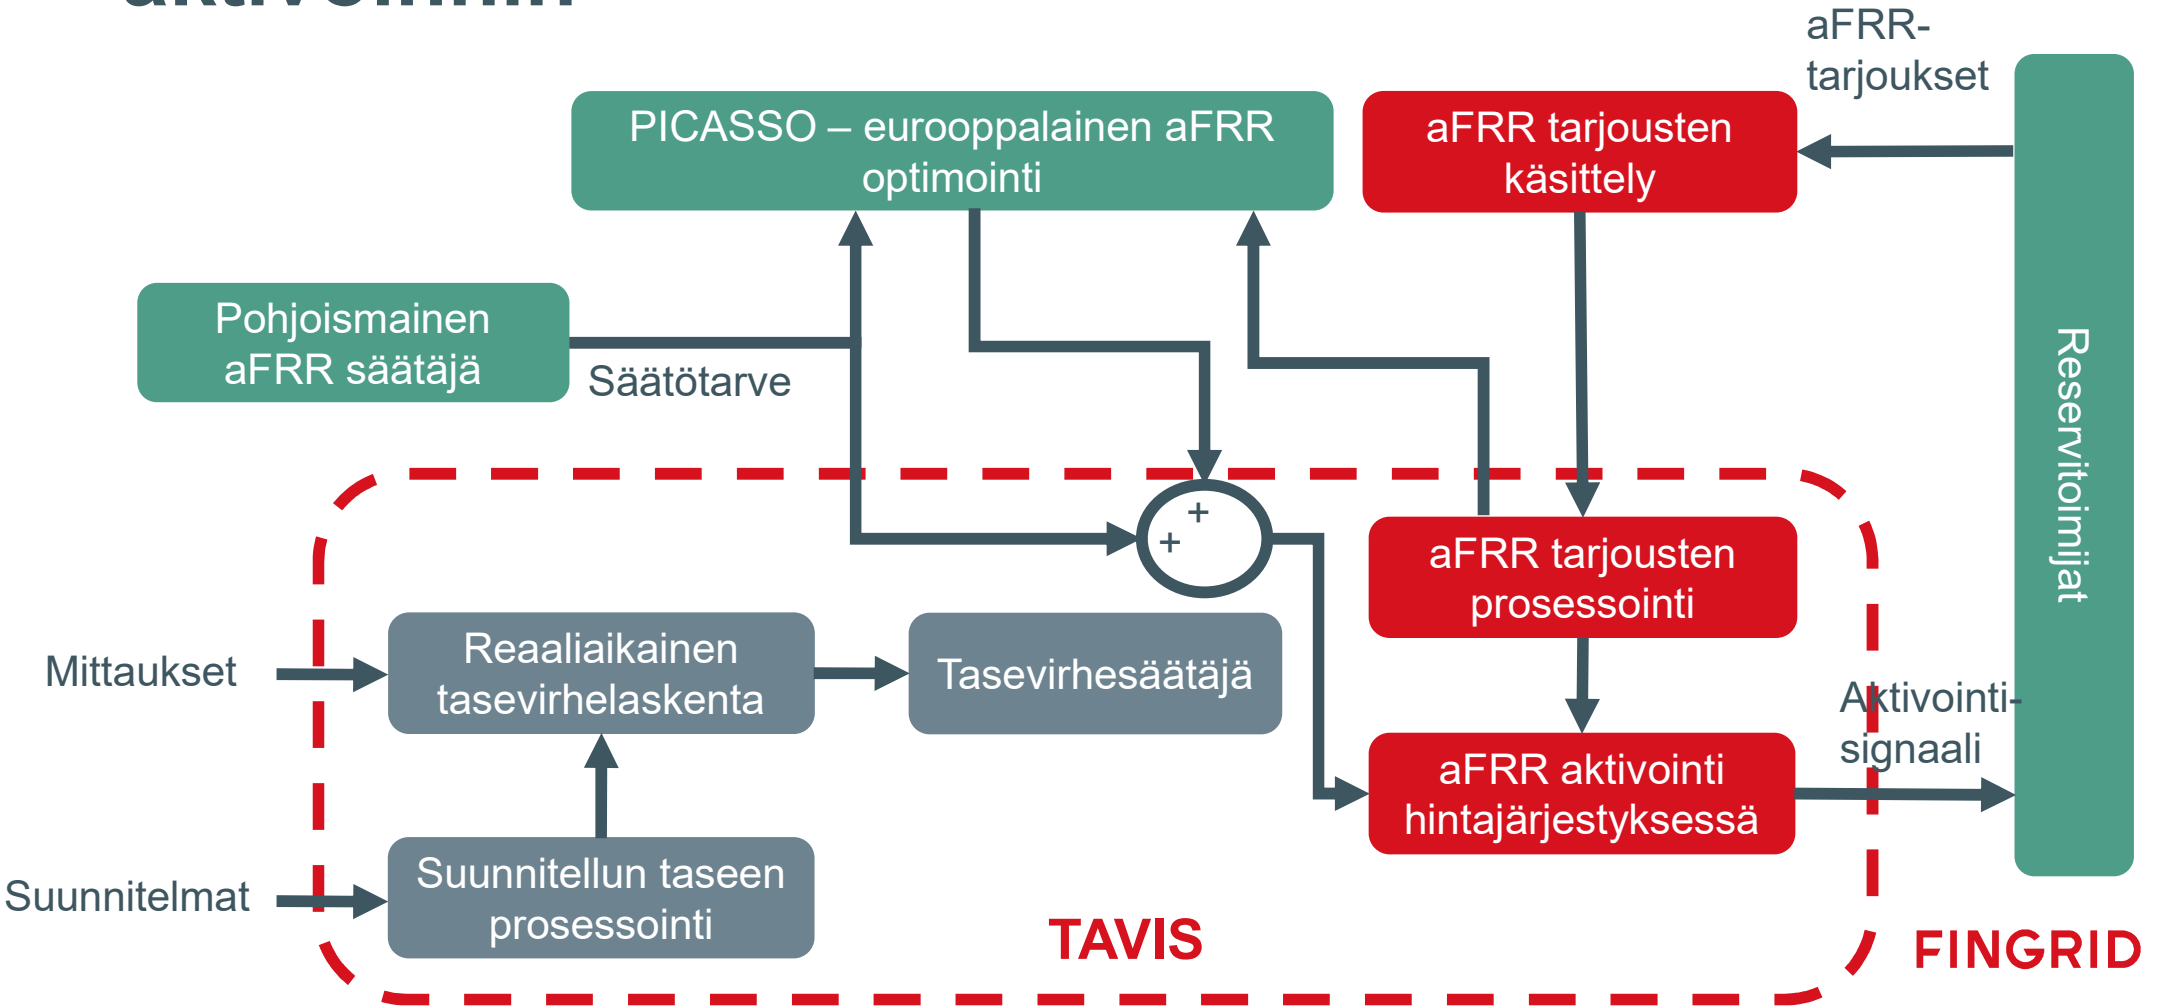 aktivoinnin
aFRR-
tarjoukset
PICASSO – eurooppalainen aFRR
optimointi
aFRR tarjousten
käsittely
Pohjoismainen
aFRR säätäjä
Säätötarve
Reservitoimijat
+
+
aFRR tarjousten
prosessointi
Mittaukset
Reaaliaikainen
tasevirhelaskenta
Tasevirhesäätäjä
Aktivointi-
signaali
aFRR aktivointi
hintajärjestyksessä
Suunnitelmat
Suunnitellun taseen
prosessointi
TAVIS
FINGRID